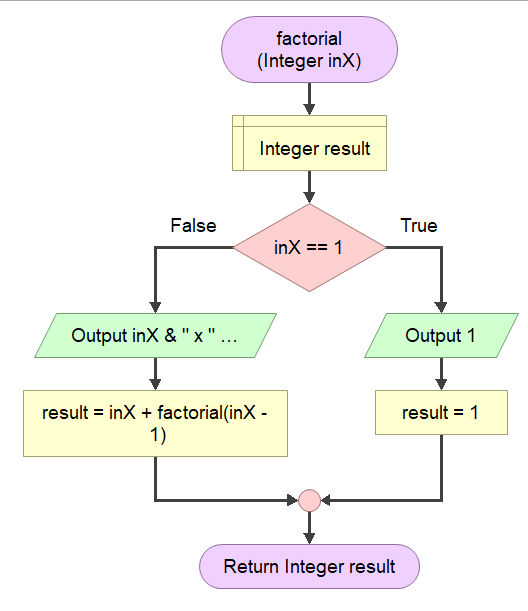 factorial
(Integer inX)
Integer result
False
True
inX == 1
Output inX & " x " ...
Output 1
result = inX + factorial(inX -
1)
result = 1
Return Integer result